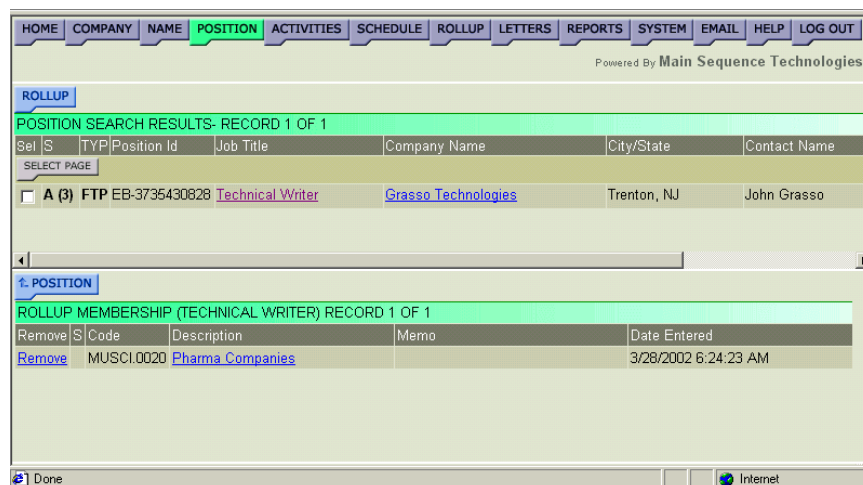 HOME COMPANY NAME POSITION ACTIVITIES SCHEDULE ROLLUP LETTERS REPORTS SYSTEM EMAIL HELP LOG OUT
Powered By Main Sequence Technologies
ROLLUP
POSITION SEARCH RESULTS- RECORD 1 OF 1
Sel S TYP Position Id Job Title Company Name City/State Contact Name
SELECT PAGE
A (3) FTP EB-3735430828 Technical Writer Grasso Technologies Trenton, NJ John Grasso
POSITION
ROLLUP MEMBERSHIP (TECHNICAL WRITER) RECORD 1 OF 1
Remove S Code Description Memo Date Entered
Remove MUSCI.0020 Pharma Companies 3/28/2002 6:24:23 AM
Done Internet